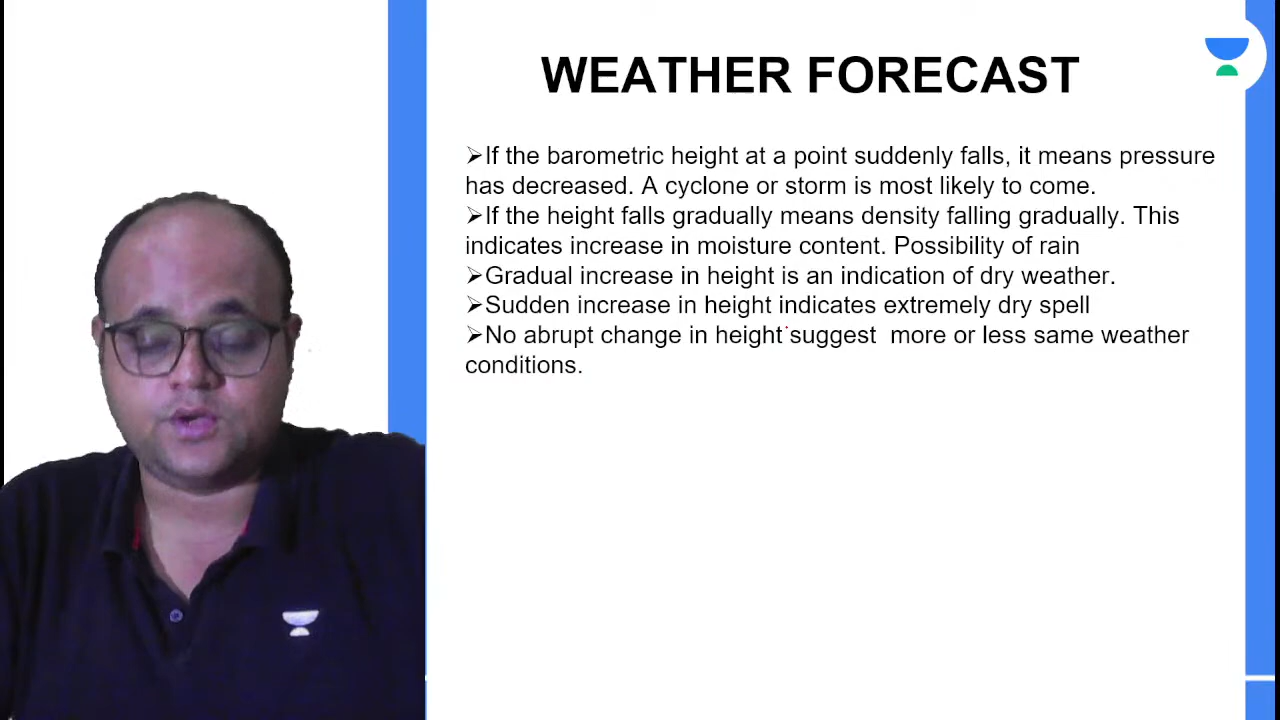 WEATHER FORECAST
➢If the barometric height at a point suddenly falls, it means pressure
has decreased. A cyclone or storm is most likely to come.
➢If the height falls gradually means density falling gradually. This
indicates increase in moisture content. Possibility of rain
➢Gradual increase in height is an indication of dry weather.
➢Sudden increase in height indicates extremely dry spell
➢No abrupt change in height suggest  more or less same weather
conditions.